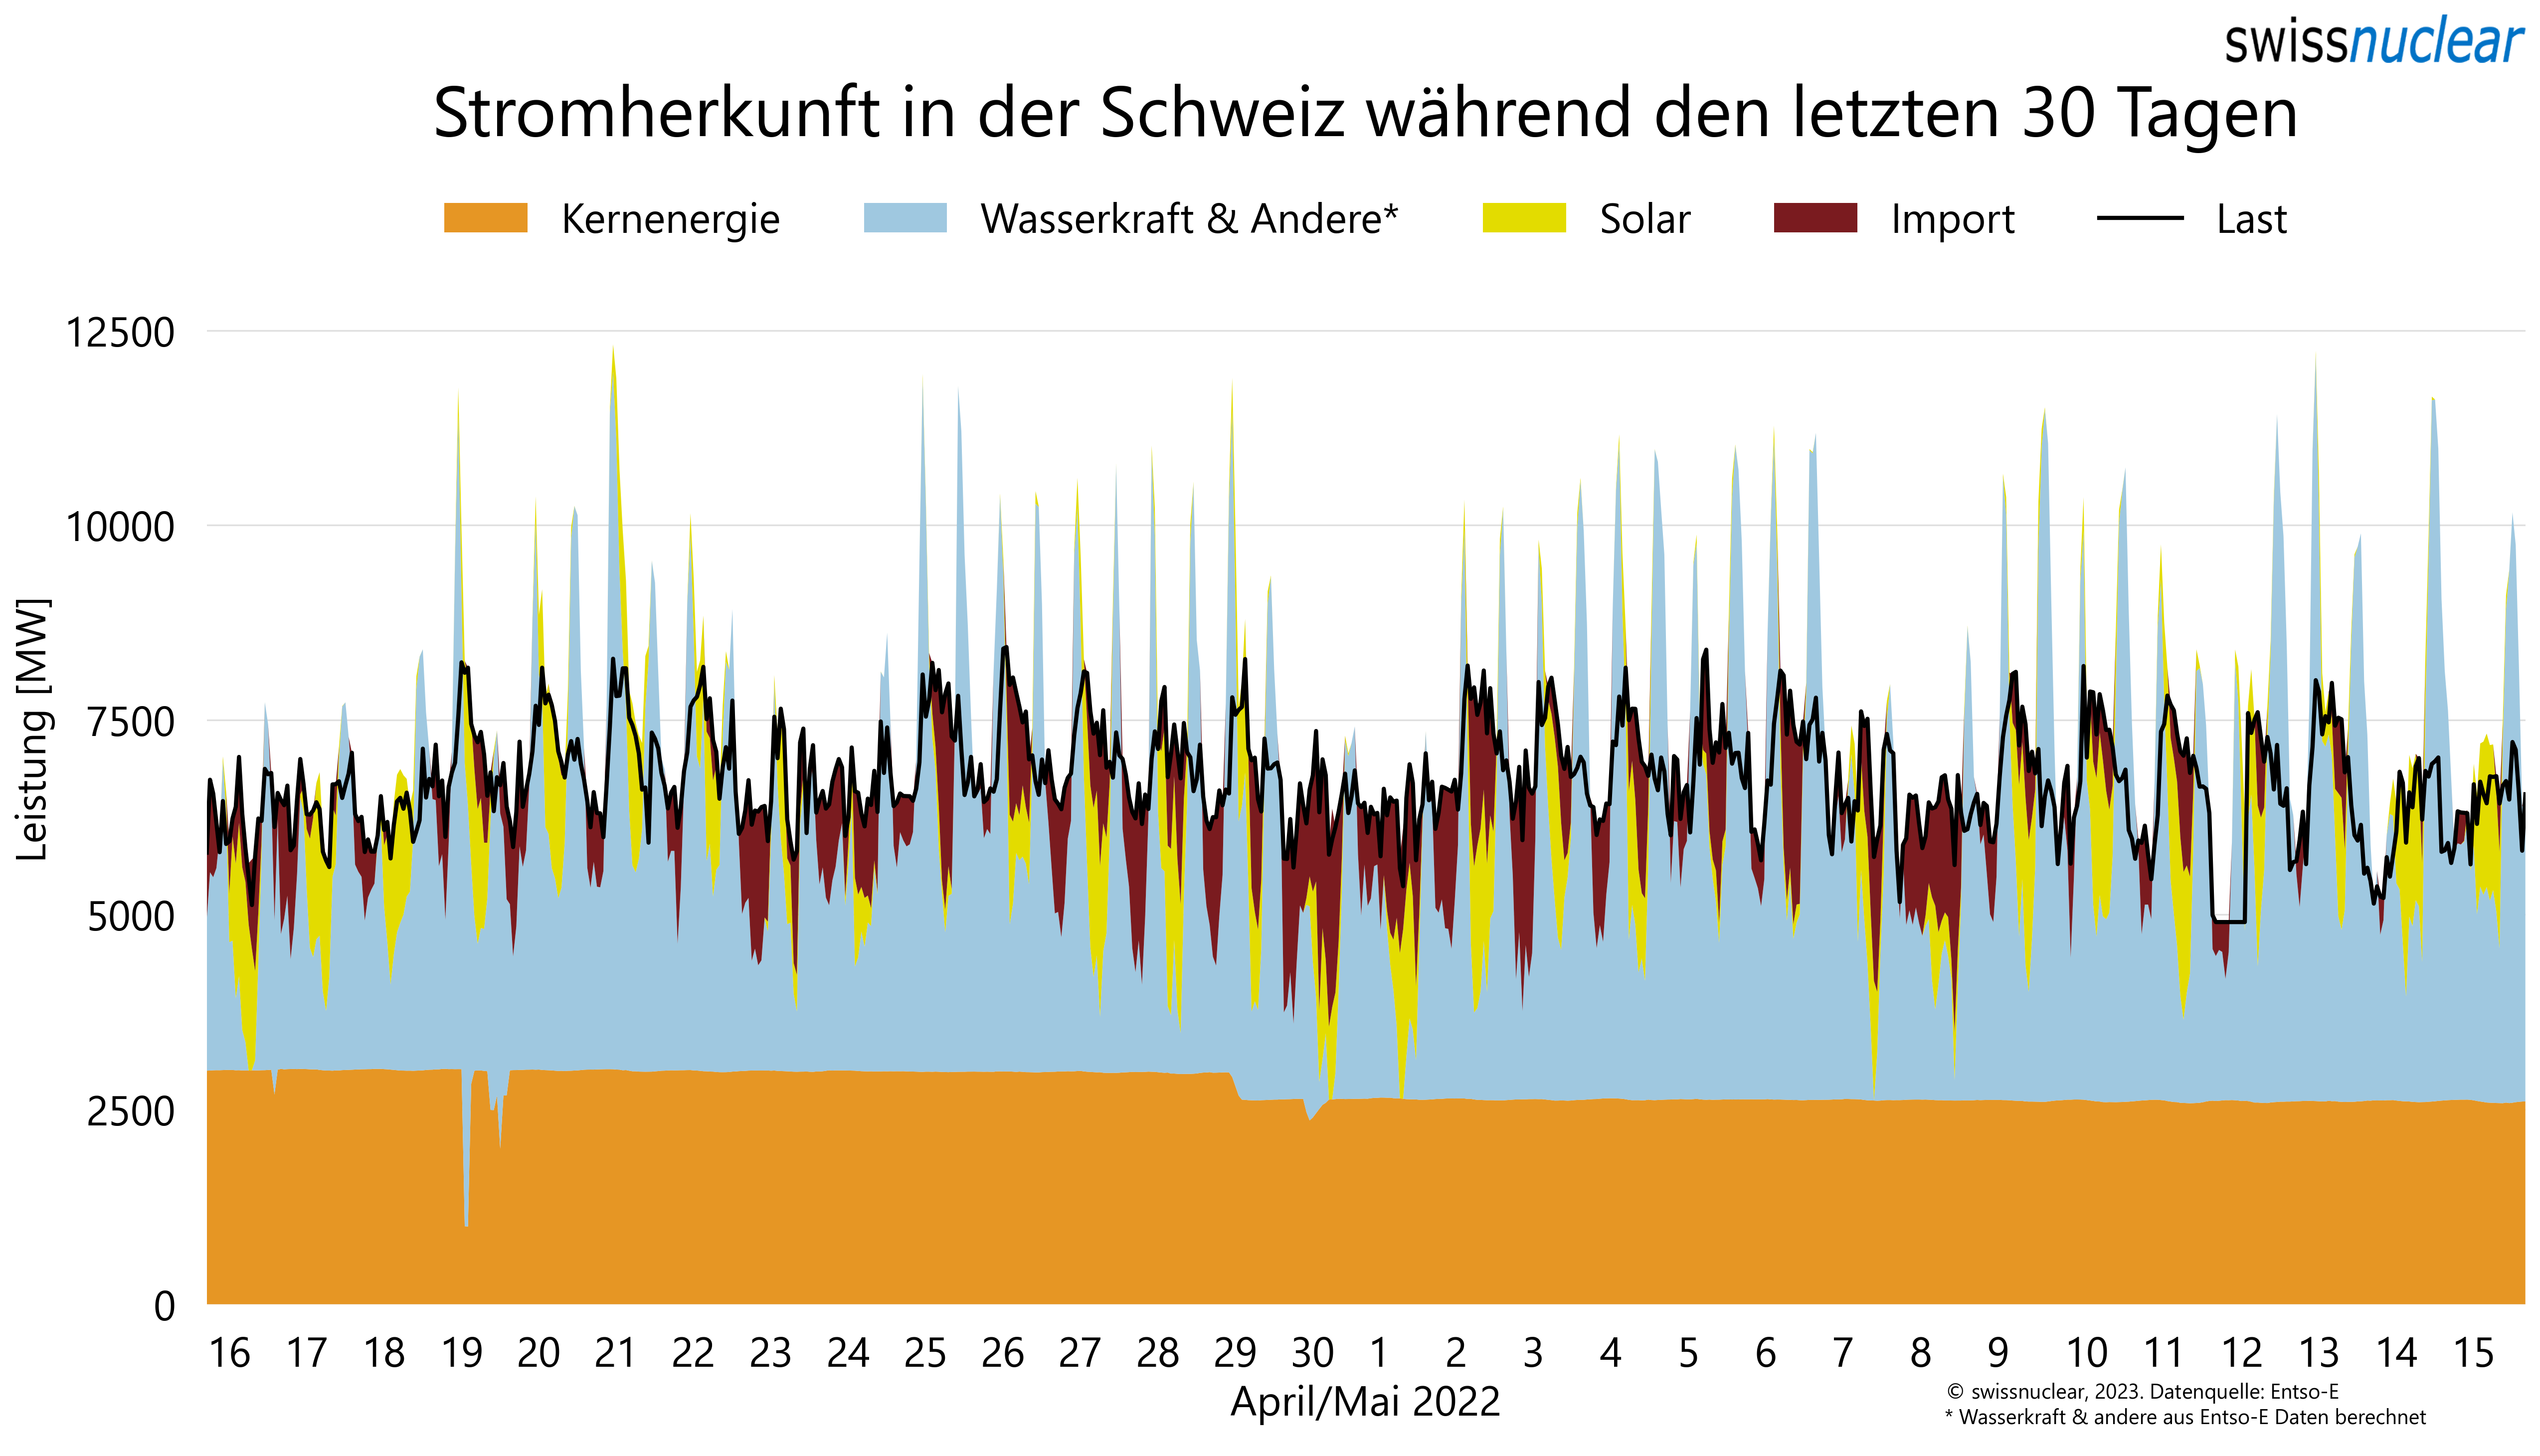 swissnuclear
Stromherkunft in der Schweiz während den letzten 30 Tagen
Kernenergie Wasserkraft & Andere* Solar Import Last
12500
10000
7500
5000
2500
0
Leistung [MW]
16 17 18 19 20 21 22 23 24 25 26 27 28 29 30 1 2 3 4 5 6 7 8 9 10 11 12 13 14 15
April/Mai 2022
© swissnuclear, 2023. Datenquelle: Entso-E
* Wasserkraft & andere aus Entso-E Daten berechnet